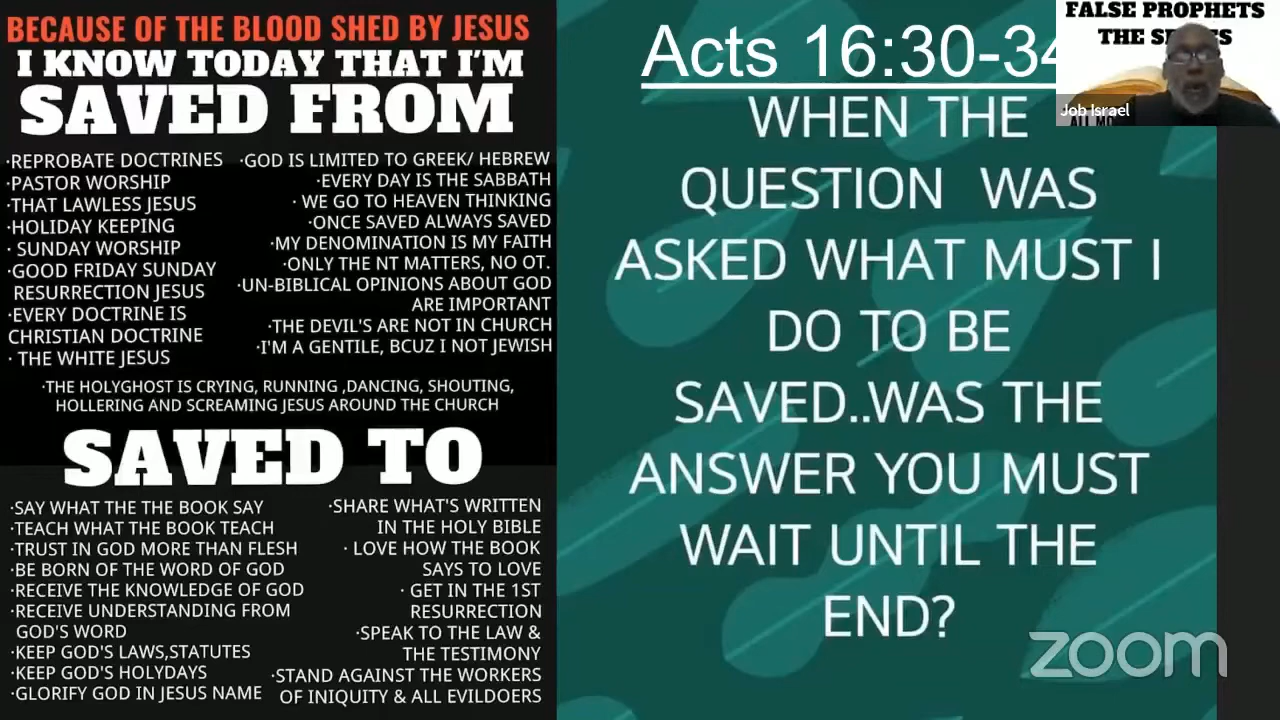 BECAUSE OF THE BLOOD SHED BY JESUS
I KNOW TODAY THAT I'M
SAVED FROM
·REPROBATE DOCTRINES
·PASTOR WORSHIP
·THAT LAWLESS JESUS
·HOLIDAY KEEPING
· SUNDAY WORSHIP
·GOOD FRIDAY SUNDAY
RESURRECTION JESUS
·EVERY DOCTRINE IS
CHRISTIAN DOCTRINE
· THE WHITE JESUS
·GOD IS LIMITED TO GREEK/ HEBREW
·EVERY DAY IS THE SABBATH
· WE GO TO HEAVEN THINKING
·ONCE SAVED ALWAYS SAVED
·MY DENOMINATION IS MY FAITH
·ONLY THE NT MATTERS, NO OT.
·UN-BIBLICAL OPINIONS ABOUT GOD
ARE IMPORTANT
·THE DEVIL'S ARE NOT IN CHURCH
·I'M A GENTILE, BCUZ I NOT JEWISH
·THE HOLYGHOST IS CRYING, RUNNING ,DANCING, SHOUTING,
HOLLERING AND SCREAMING JESUS AROUND THE CHURCH
SAVED TO
·SAY WHAT THE THE BOOK SAY
·TEACH WHAT THE BOOK TEACH
·TRUST IN GOD MORE THAN FLESH
·BE BORN OF THE WORD OF GOD
·RECEIVE THE KNOWLEDGE OF GOD
·RECEIVE UNDERSTANDING FROM
GOD'S WORD
·KEEP GOD'S LAWS,STATUTES
·KEEP GOD'S HOLYDAYS
·GLORIFY GOD IN JESUS NAME
·SHARE WHAT'S WRITTEN
IN THE HOLY BIBLE
· LOVE HOW THE BOOK
SAYS TO LOVE
· GET IN THE 1ST
RESURRECTION
·SPEAK TO THE LAW &
THE TESTIMONY
·STAND AGAINST THE WORKERS
OF INIQUITY & ALL EVILDOERS
Acts 16:30-34
WHEN THE
QUESTION WAS
ASKED WHAT MUST I
DO TO BE
SAVED..WAS THE
ANSWER YOU MUST
WAIT UNTIL THE
END?
FALSE PROPHETS
THE
Job Israel
zoom